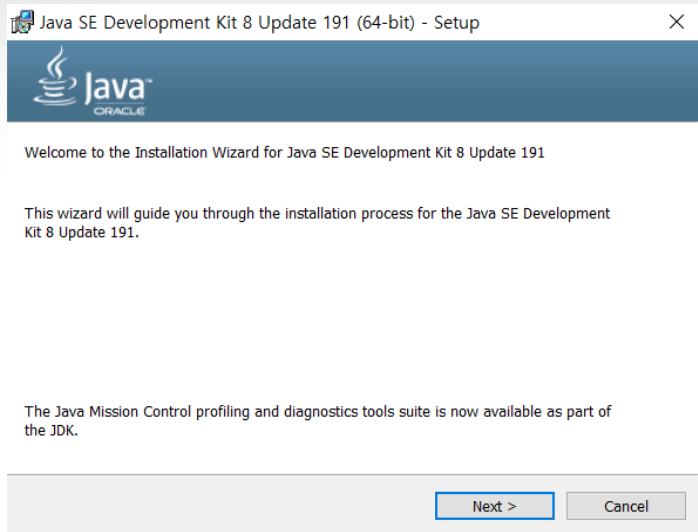 Java SE Development Kit 8 Update 191 (64-bit) - Setup
Java™
ORACLE
Welcome to the Installation Wizard for Java SE Development Kit 8 Update 191
This wizard will guide you through the installation process for the Java SE Development
Kit 8 Update 191.
The Java Mission Control profiling and diagnostics tools suite is now available as part of
the JDK.
Next >
Cancel